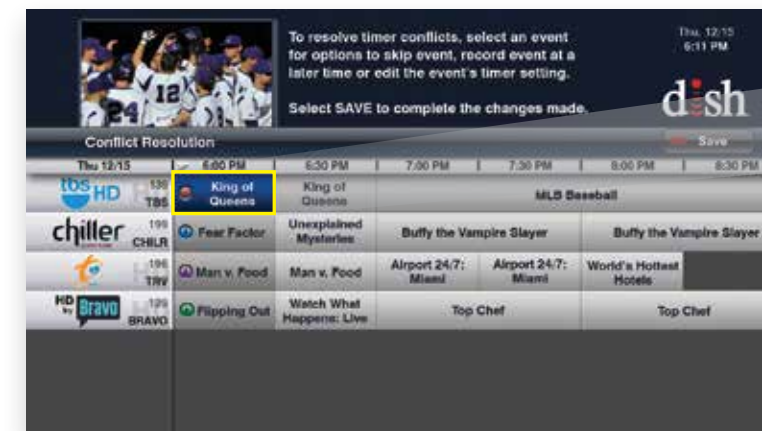 To resolve timer conflicts, select an event
for options to skip event, record event at a
later time or edit the event's timer setting.
Select SAVE to complete the changes made.
Thu. 12/15
6:11 PM
12
dish
Conflict Resolution
Save
Thu 12/15 6:00 PM 6:30 PM 7:00 PM 7:30 PM 8:00 PM 8:30 PM
tbs HD TBS
King of
Queens
King of
Queens
MLB Baseball
chiller CHILR
Fear Factor
Unexplained
Mysteries
Buffy the Vampire Slayer
Buffy the Vampire Slayer
196
TRV
Man v. Food
Man v. Food
Airport 24/7:
Miami
Airport 24/7:
Miami
World's Hottest
Hotels
HD
by
Bravo
129
BRAVO
Flipping Out
Watch What
Happens: Live
Top Chef
Top Chef